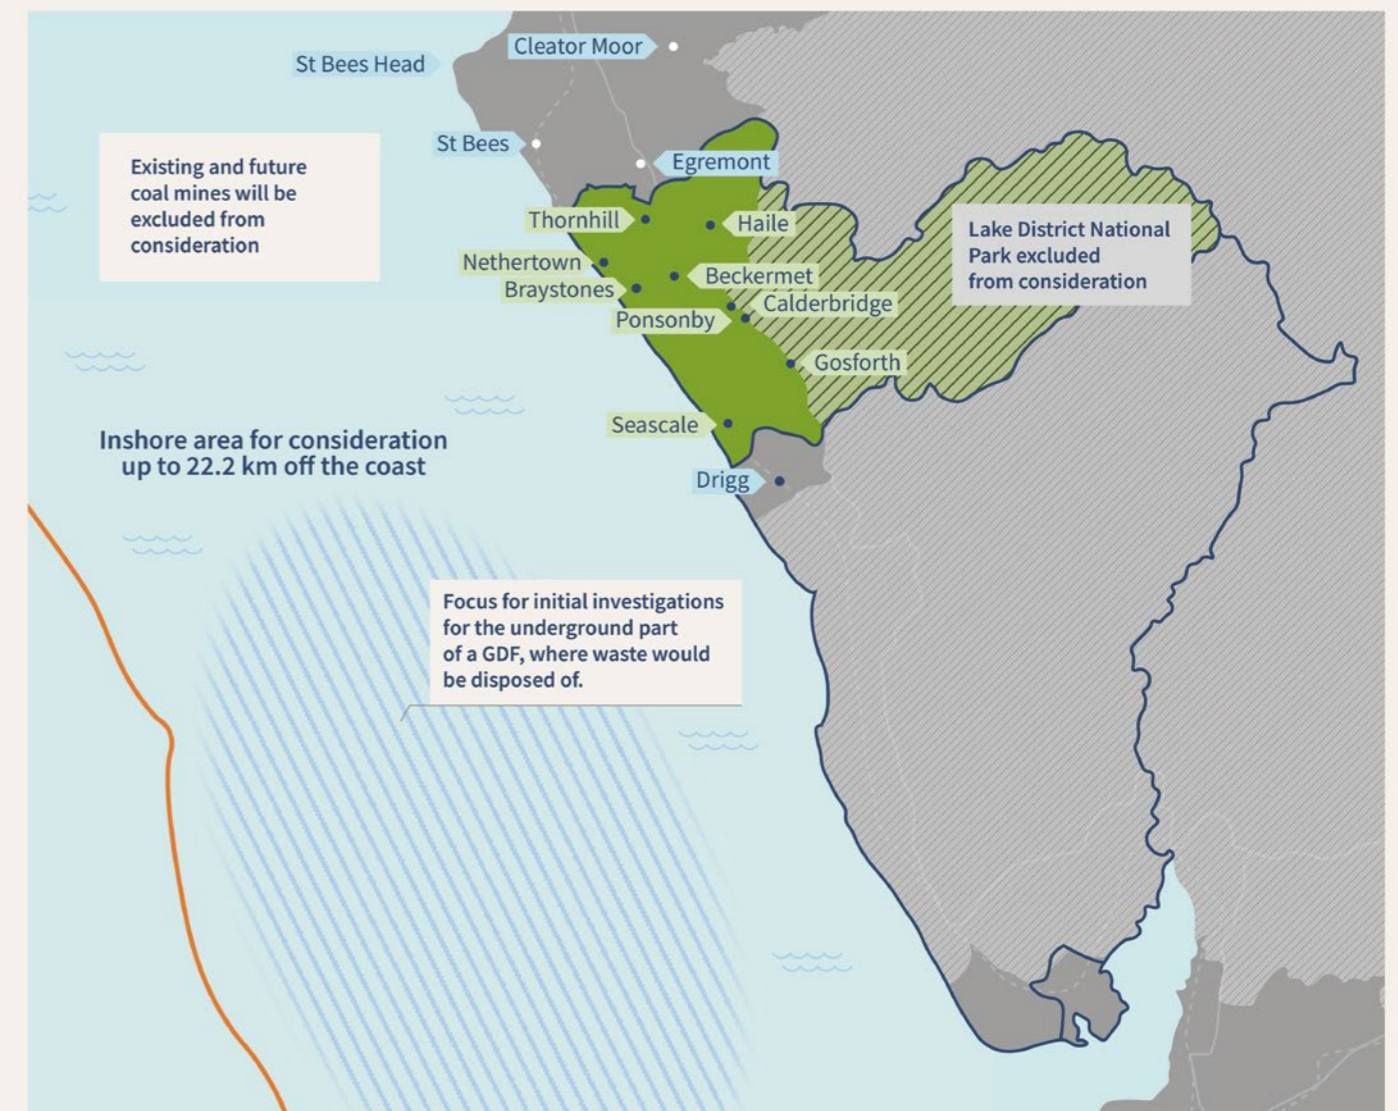 Cleator Moor
St Bees Head
St Bees
Egremont
Existing and future
coal mines will be
excluded from
consideration
Thornhill
Haile
Lake District National
Park excluded
from consideration
Nethertown
Beckermet
Braystones
Calderbridge
Ponsonby
Gosforth
Seascale
Inshore area for consideration
up to 22.2 km off the coast
Drigg
Focus for initial investigations
for the underground part
of a GDF, where waste would
be disposed of.